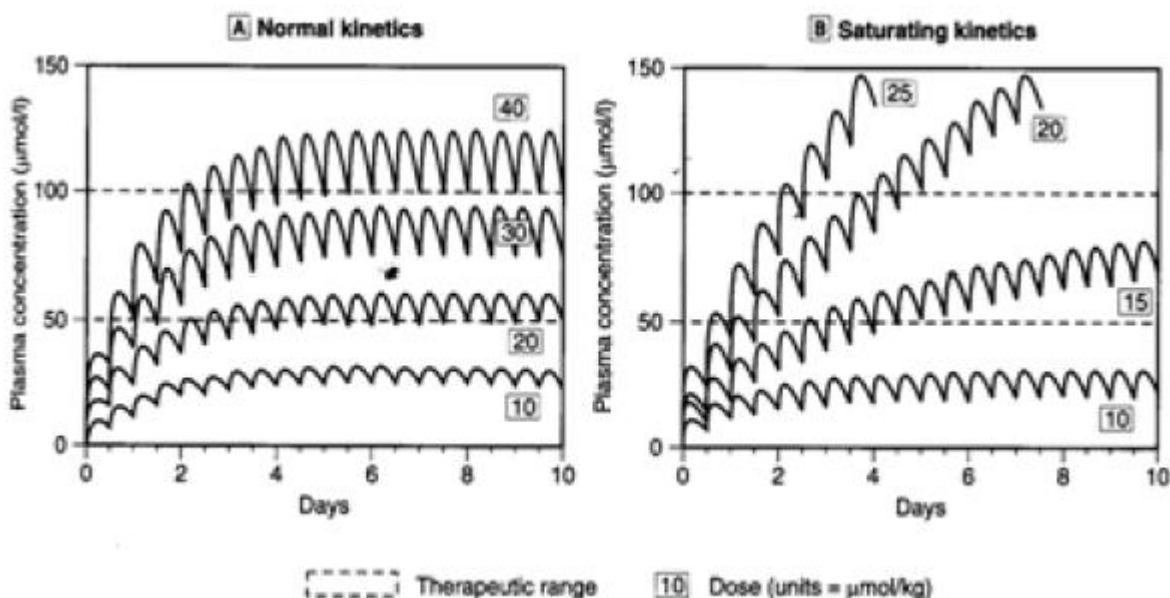 A Normal kinetics
Plasma concentration (µmol/l)
150
100
50
0
40
30
20
10
0 2 4 6 8 10
Days
B Saturating kinetics
Plasma concentration (µmol/l)
150
100
50
0
25
20
15
10
0 2 4 6 8 10
Days
Therapeutic range
10 Dose (units = µmol/kg)